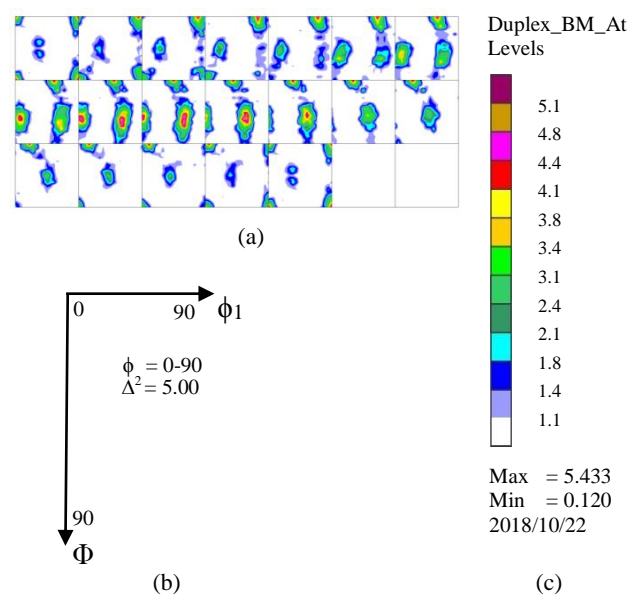 Duplex_BM_At
Levels
5.1
4.8
4.4
4.1
3.8
3.4
3.1
2.4
2.1
1.8
1.4
1.1
(a)
0
90
ϕ1
ϕ = 0-90
Δ2 = 5.00
90
Φ
Max = 5.433
Min = 0.120
2018/10/22
(b)
(c)